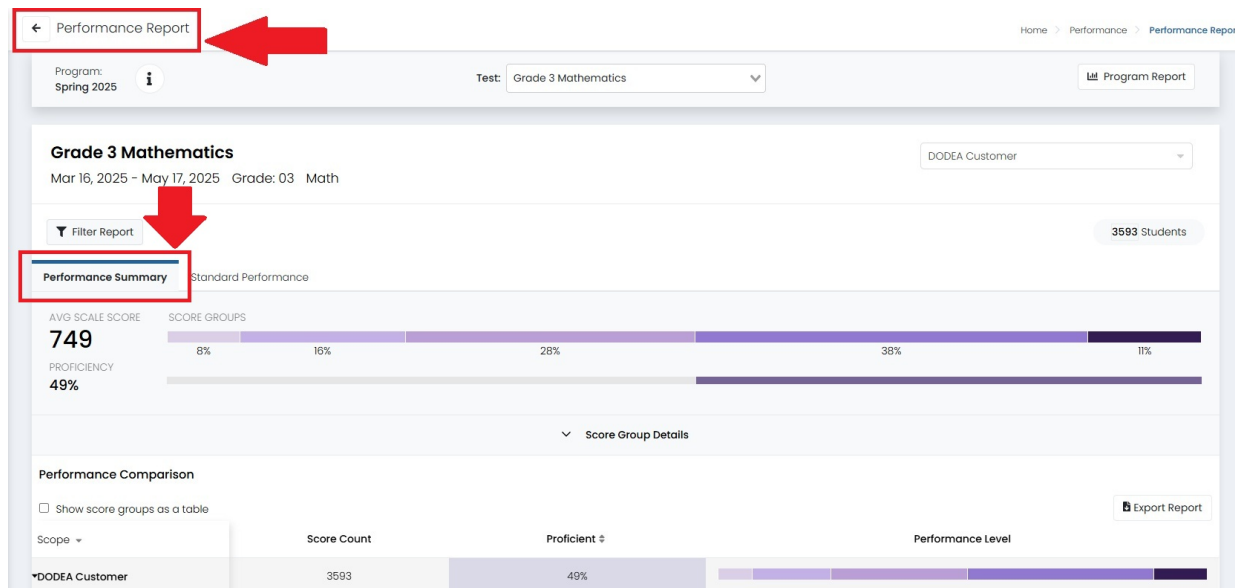 ← Performance Report
Home > Performance > Performance Repor
Program:
Spring 2025
i
Test: Grade 3 Mathematics
Program Report
Grade 3 Mathematics
DODEA Customer
Mar 16, 2025 - May 17, 2025 Grade: 03 Math
Filter Report
3593 Students
Performance Summary Standard Performance
AVG SCALE SCORE SCORE GROUPS
749
8% 16% 28% 38% 11%
PROFICIENCY
49%
Score Group Details
Performance Comparison
Show score groups as a table
Export Report
Scope Score Count Proficient Performance Level
DODEA Customer 3593 49%